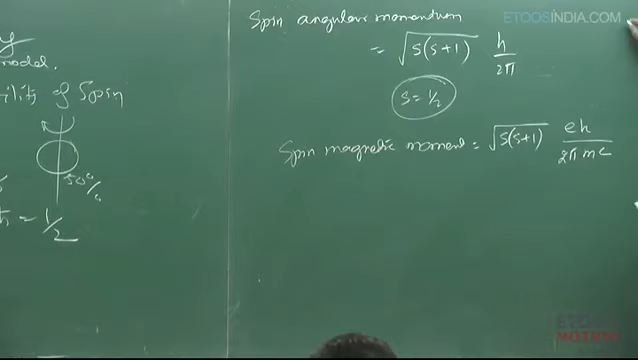 model.
of Spin
50%
= 1/2
Spin angular momentum
= √s(s+1) h/2π
s = 1/2
Spin magnetic moment = √s(s+1) eh/2πmc
ETOOSINDIA.COM